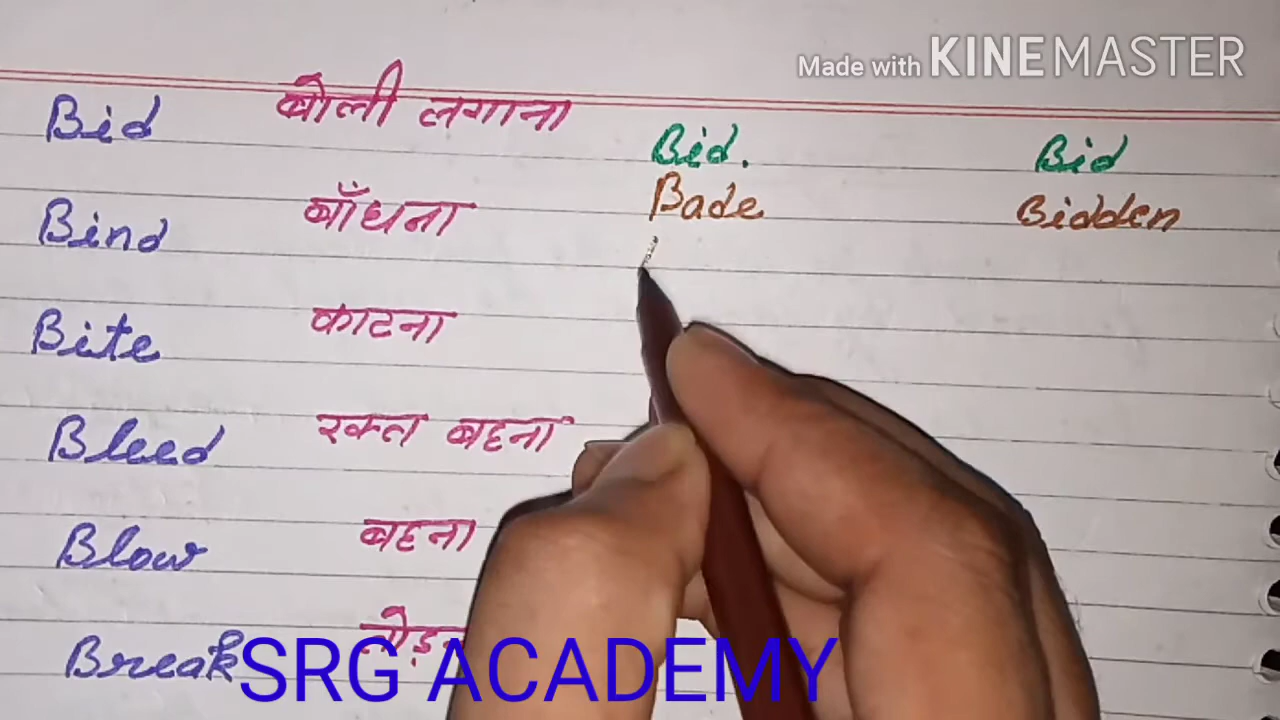 Made with KINEMASTER
Bid बोली लगाना Bid. Bid
Bade Bidden
Bind बाँधना
Bite काटना
Bleed रक्त बहना
Blow बहना
Break
SRG ACADEMY